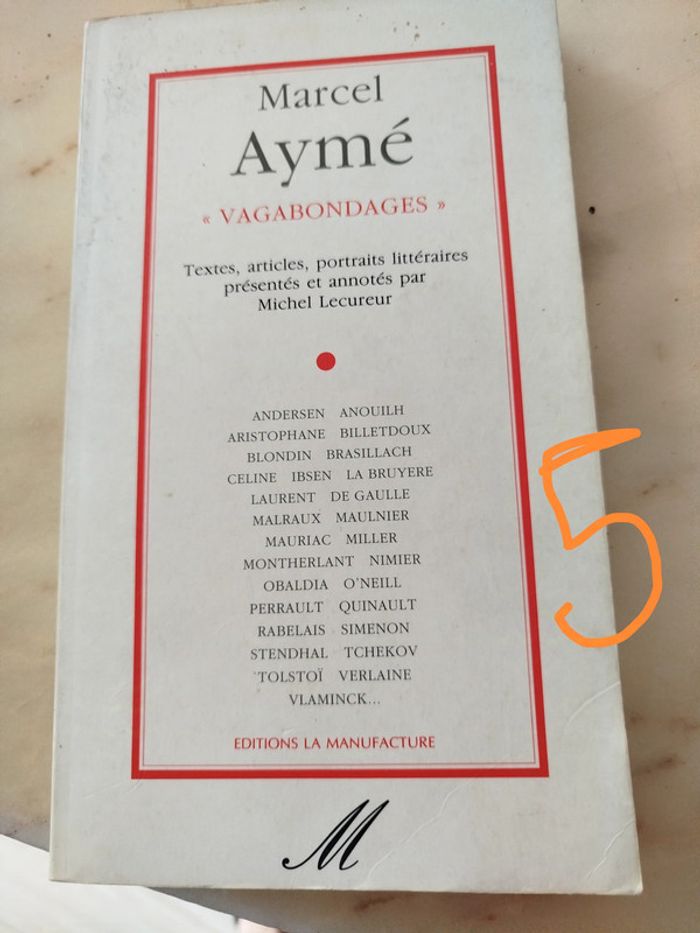 Marcel
Aymé
« VAGABONDAGES »
Textes, articles, portraits littéraires
présentés et annotés par
Michel Lecureur
ANDERSEN ANOUILH
ARISTOPHANE BILLETDOUX
BLONDIN BRASILLACH
CELINE IBSEN LA BRUYERE
LAURENT DE GAULLE
MALRAUX MAULNIER
MAURIAC MILLER
MONTHERLANT NIMIER
OBALDIA O'NEILL
PERRAULT QUINAULT
RABELAIS SIMENON
STENDHAL TCHEKOV
TOLSTOÏ VERLAINE
VLAMINCK...
EDITIONS LA MANUFACTURE
M
5